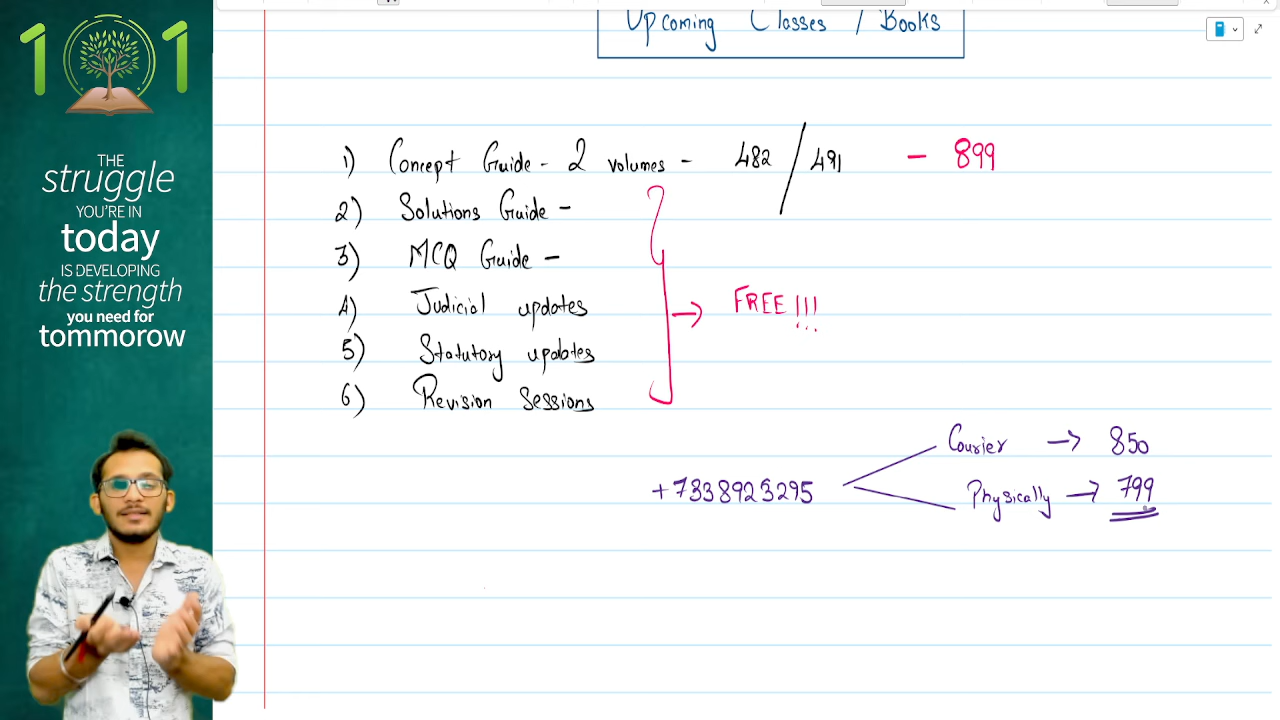 Upcoming Classes / Books
101
THE
struggle
YOU'RE IN
today
IS DEVELOPING
the strength
you need for
tommorow
1) Concept Guide - 2 volumes - 482 / 491 - 899
2) Solutions Guide -
3) MCQ Guide -
4) Judicial updates
→ FREE!!!
5) Statutory updates
6) Revision Sessions
Courier → 850
+7338923295
Physically → 799